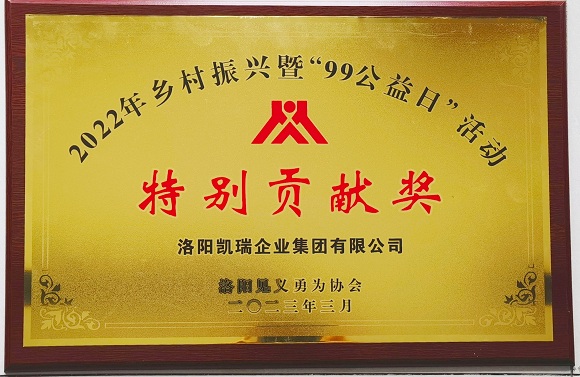 2022年乡村振兴暨“99公益日”活动
特别贡献奖
洛阳凯瑞企业集团有限公司
洛阳见义勇为协会
二〇二三年三月